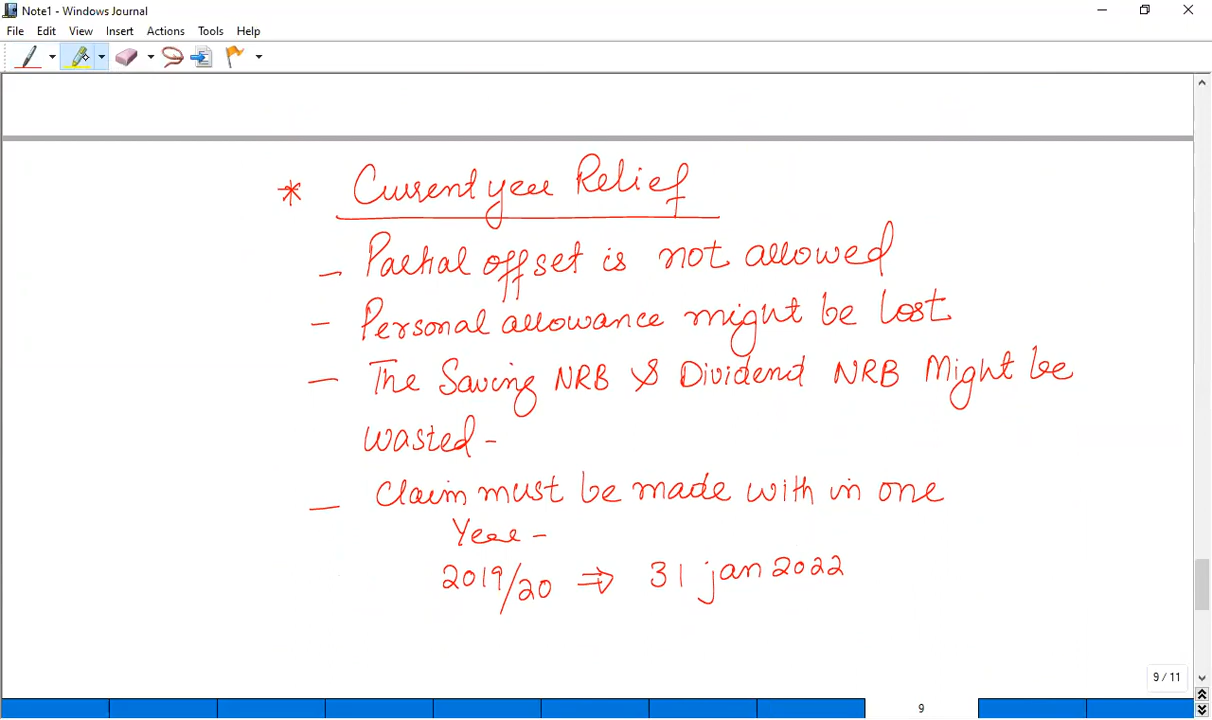 Note1 - Windows Journal
File Edit View Insert Actions Tools Help
* Current year Relief
- Partial offset is not allowed
- Personal allowance might be lost
- The Saving NRB & Dividend NRB Might be
wasted -
- Claim must be made with in one
Year -
2019/20 ⇒ 31 jan 2022
9 / 11
9